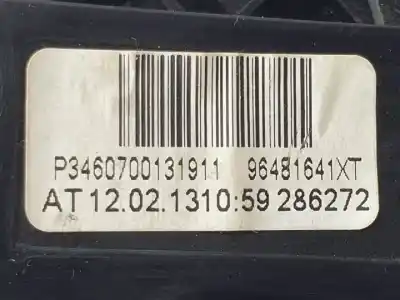 P3460700131911 96481641XT
AT 12.02.1310:59 286272